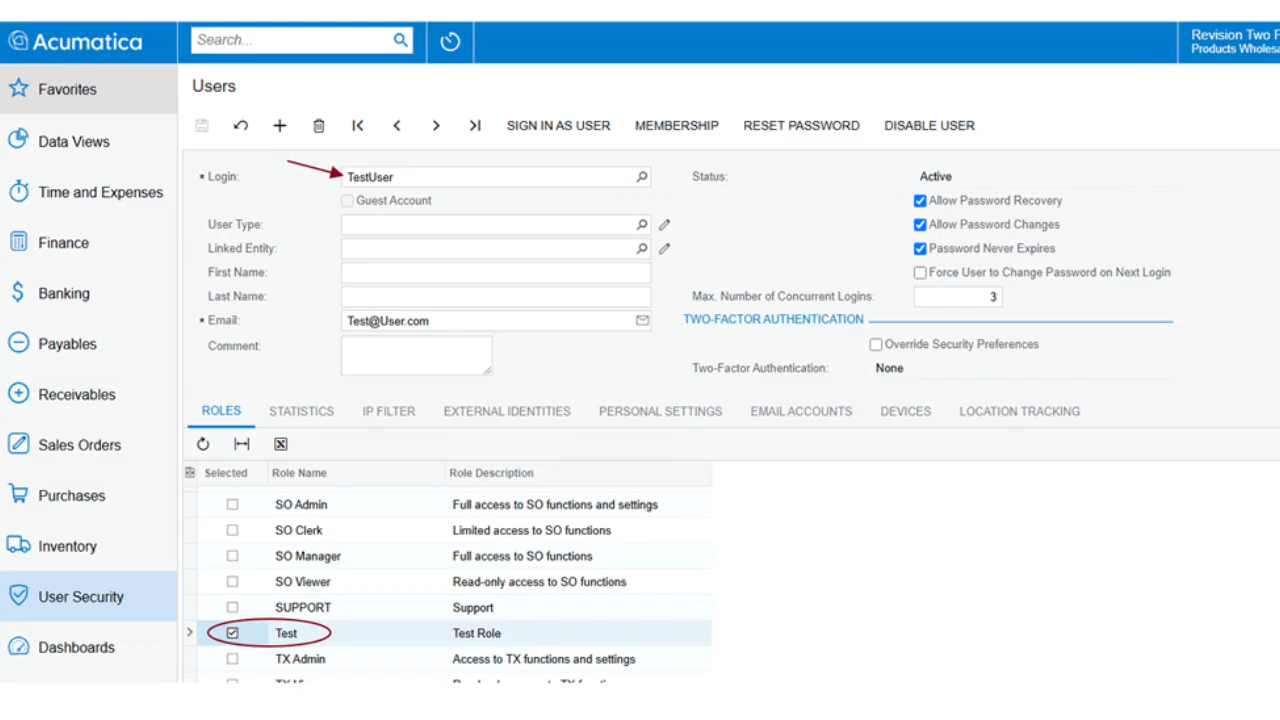 Acumatica
Search...
Revision Two
Products Wholesa
Favorites
Data Views
Time and Expenses
Finance
Banking
Payables
Receivables
Sales Orders
Purchases
Inventory
User Security
Dashboards
Users
SIGN IN AS USER MEMBERSHIP RESET PASSWORD DISABLE USER
* Login: TestUser
Guest Account
User Type:
Linked Entity:
First Name:
Last Name:
* Email: Test@User.com
Comment:
Status: Active
Allow Password Recovery
Allow Password Changes
Password Never Expires
Force User to Change Password on Next Login
Max. Number of Concurrent Logins: 3
TWO-FACTOR AUTHENTICATION
Override Security Preferences
Two-Factor Authentication: None
ROLES STATISTICS IP FILTER EXTERNAL IDENTITIES PERSONAL SETTINGS EMAIL ACCOUNTS DEVICES LOCATION TRACKING
Selected Role Name Role Description
SO Admin Full access to SO functions and settings
SO Clerk Limited access to SO functions
SO Manager Full access to SO functions
SO Viewer Read-only access to SO functions
SUPPORT Support
Test Test Role
TX Admin Access to TX functions and settings